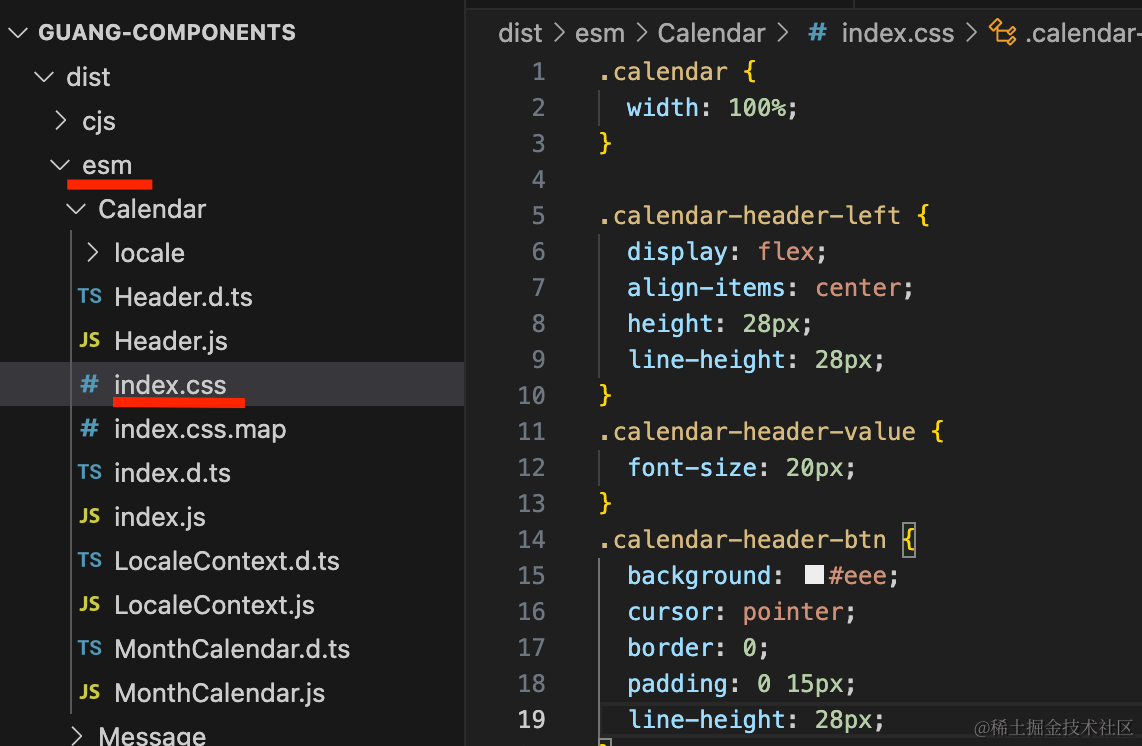 GUANG-COMPONENTS
dist
cjs
esm
Calendar
locale
TS Header.d.ts
JS Header.js
# index.css
# index.css.map
TS index.d.ts
JS index.js
TS LocaleContext.d.ts
JS LocaleContext.js
TS MonthCalendar.d.ts
JS MonthCalendar.js
Message
dist > esm > Calendar > # index.css > .calendar-
1 .calendar {
2 width: 100%;
3 }
4
5 .calendar-header-left {
6 display: flex;
7 align-items: center;
8 height: 28px;
9 line-height: 28px;
10 }
11 .calendar-header-value {
12 font-size: 20px;
13 }
14 .calendar-header-btn {
15 background: #eee;
16 cursor: pointer;
17 border: 0;
18 padding: 0 15px;
19 line-height: 28px;
@稀土掘金技术社区